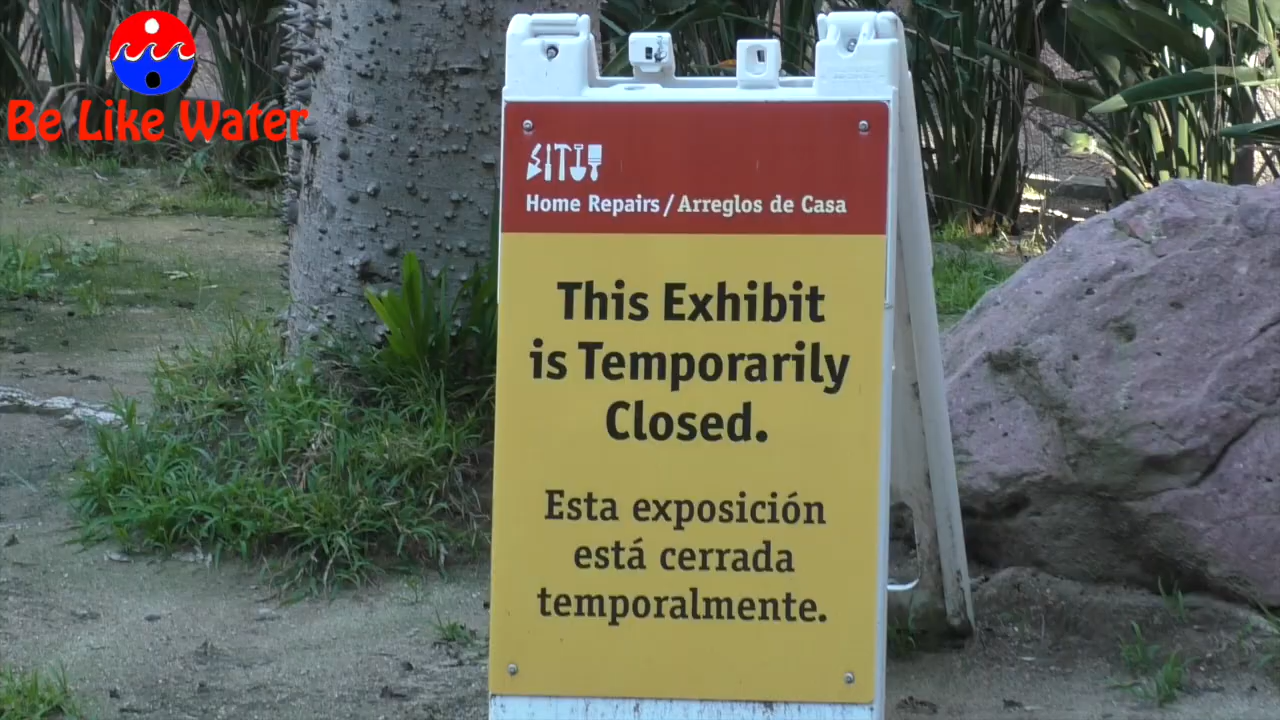 Be Like Water
Home Repairs / Arreglos de Casa
This Exhibit
is Temporarily
Closed.
Esta exposición
está cerrada
temporalmente.